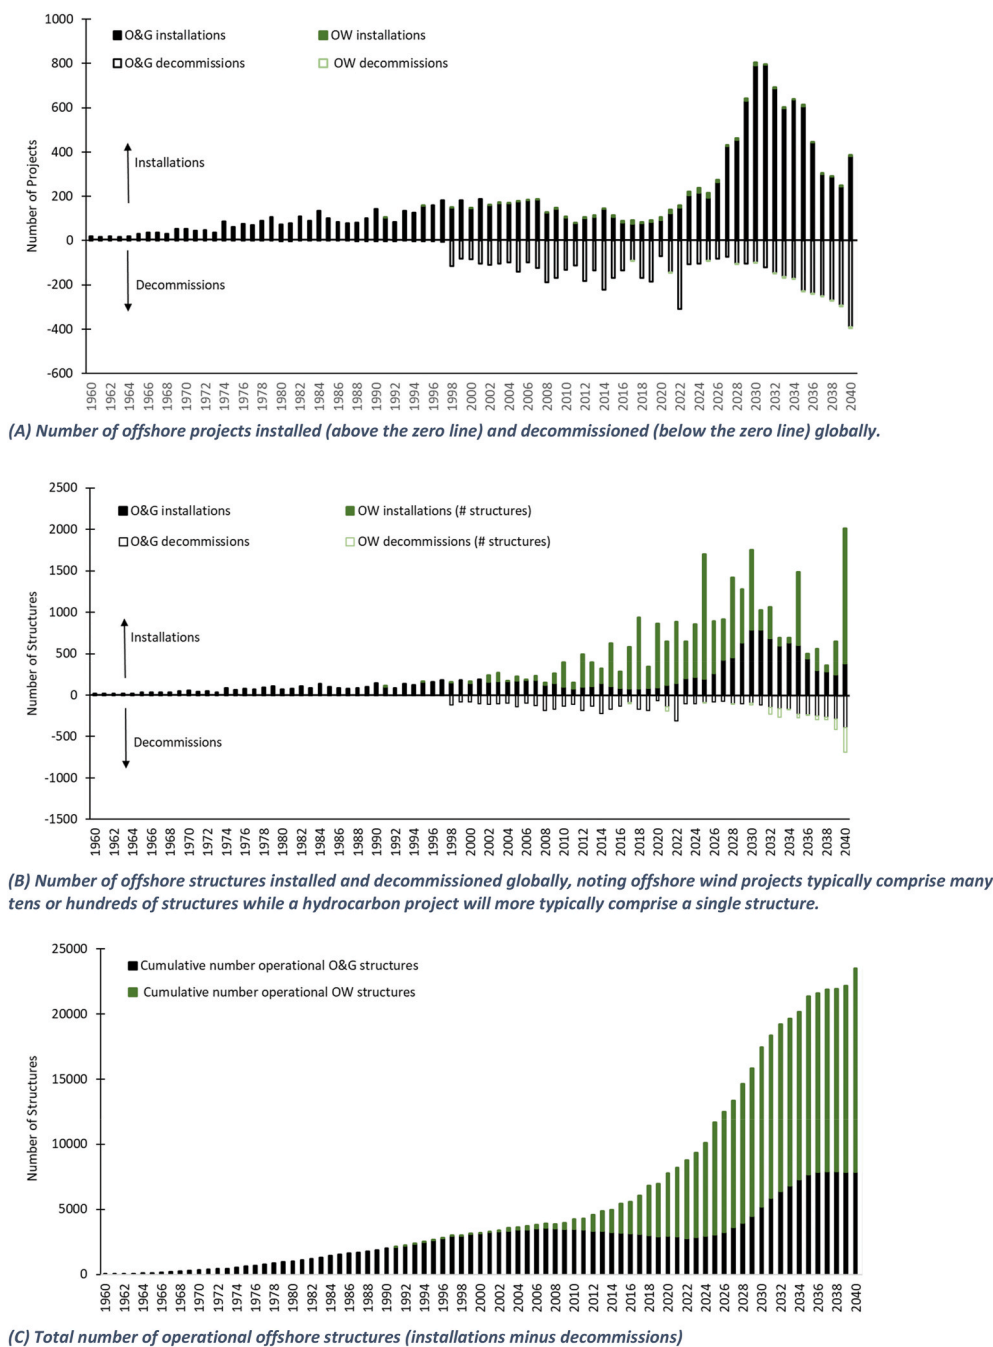 1000
800
600
400
200
0
-200
-400
-600
Number of Projects
O&G installations
OW installations
O&G decommissions
OW decommissions
Installations
Decommissions
1960 1962 1964 1966 1968 1970 1972 1974 1976 1978 1980 1982 1984 1986 1988 1990 1992 1994 1996 1998 2000 2002 2004 2006 2008 2010 2012 2014 2016 2018 2020 2022 2024 2026 2028 2030 2032 2034 2036 2038 2040
(A) Number of offshore projects installed (above the zero line) and decommissioned (below the zero line) globally.
2500
2000
1500
1000
500
0
-500
-1000
-1500
Number of Structures
O&G installations
OW installations (# structures)
O&G decommissions
OW decommissions (# structures)
Installations
Decommissions
1960 1962 1964 1966 1968 1970 1972 1974 1976 1978 1980 1982 1984 1986 1988 1990 1992 1994 1996 1998 2000 2002 2004 2006 2008 2010 2012 2014 2016 2018 2020 2022 2024 2026 2028 2030 2032 2034 2036 2038 2040
(B) Number of offshore structures installed and decommissioned globally, noting offshore wind projects typically comprise many
tens or hundreds of structures while a hydrocarbon project will more typically comprise a single structure.
25000
20000
15000
10000
5000
0
Number of Structures
Cumulative number operational O&G structures
Cumulative number operational OW structures
1960 1962 1964 1966 1968 1970 1972 1974 1976 1978 1980 1982 1984 1986 1988 1990 1992 1994 1996 1998 2000 2002 2004 2006 2008 2010 2012 2014 2016 2018 2020 2022 2024 2026 2028 2030 2032 2034 2036 2038 2040
(C) Total number of operational offshore structures (installations minus decommissions)